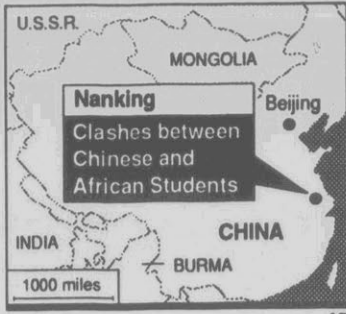 U.S.S.R.
MONGOLIA
Nanking
Beijing
Clashes between
Chinese and
African Students
CHINA
INDIA
BURMA
1000 miles